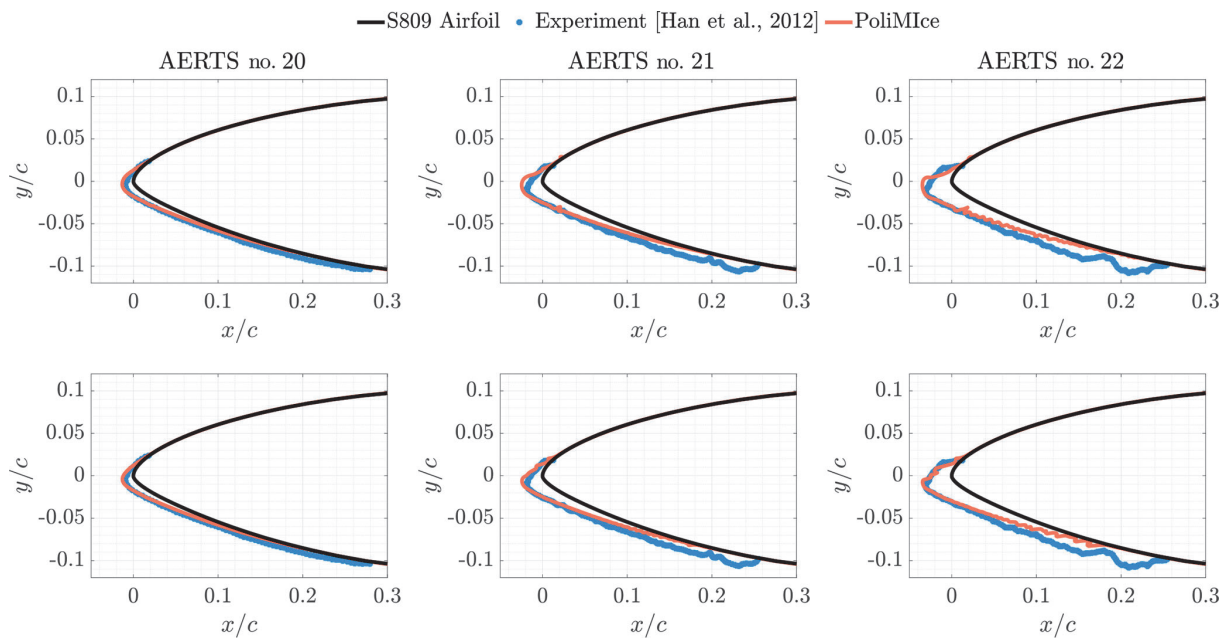 S809 Airfoil Experiment [Han et al., 2012] PoliMIce
AERTS no. 20 AERTS no. 21 AERTS no. 22
0.1 0.1 0.1
0.05 0.05 0.05
0 0 0
-0.05 -0.05 -0.05
-0.1 -0.1 -0.1
y/c y/c y/c
0 0.1 0.2 0.3 0 0.1 0.2 0.3 0 0.1 0.2 0.3
x/c x/c x/c
0.1 0.1 0.1
0.05 0.05 0.05
0 0 0
-0.05 -0.05 -0.05
-0.1 -0.1 -0.1
y/c y/c y/c
0 0.1 0.2 0.3 0 0.1 0.2 0.3 0 0.1 0.2 0.3
x/c x/c x/c